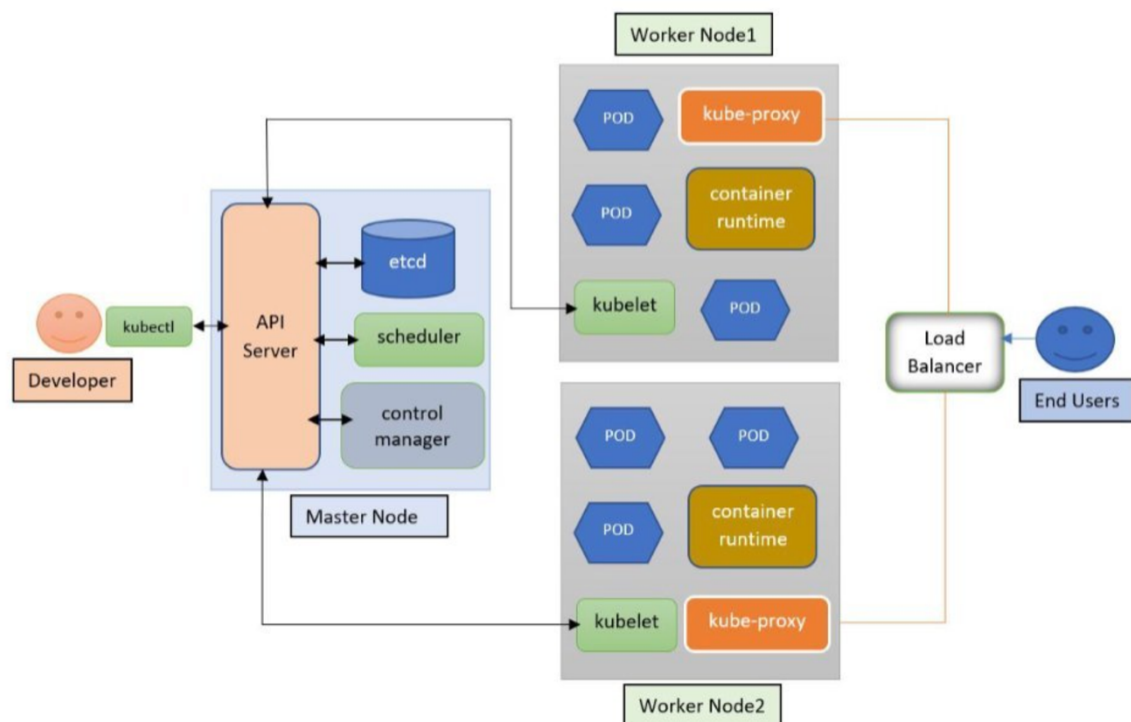 Worker Node1
POD
kube-proxy
POD
container
runtime
kubelet
POD
etcd
API
Server
scheduler
control
manager
kubectl
Developer
Master Node
Load
Balancer
End Users
POD
POD
POD
container
runtime
kubelet
kube-proxy
Worker Node2